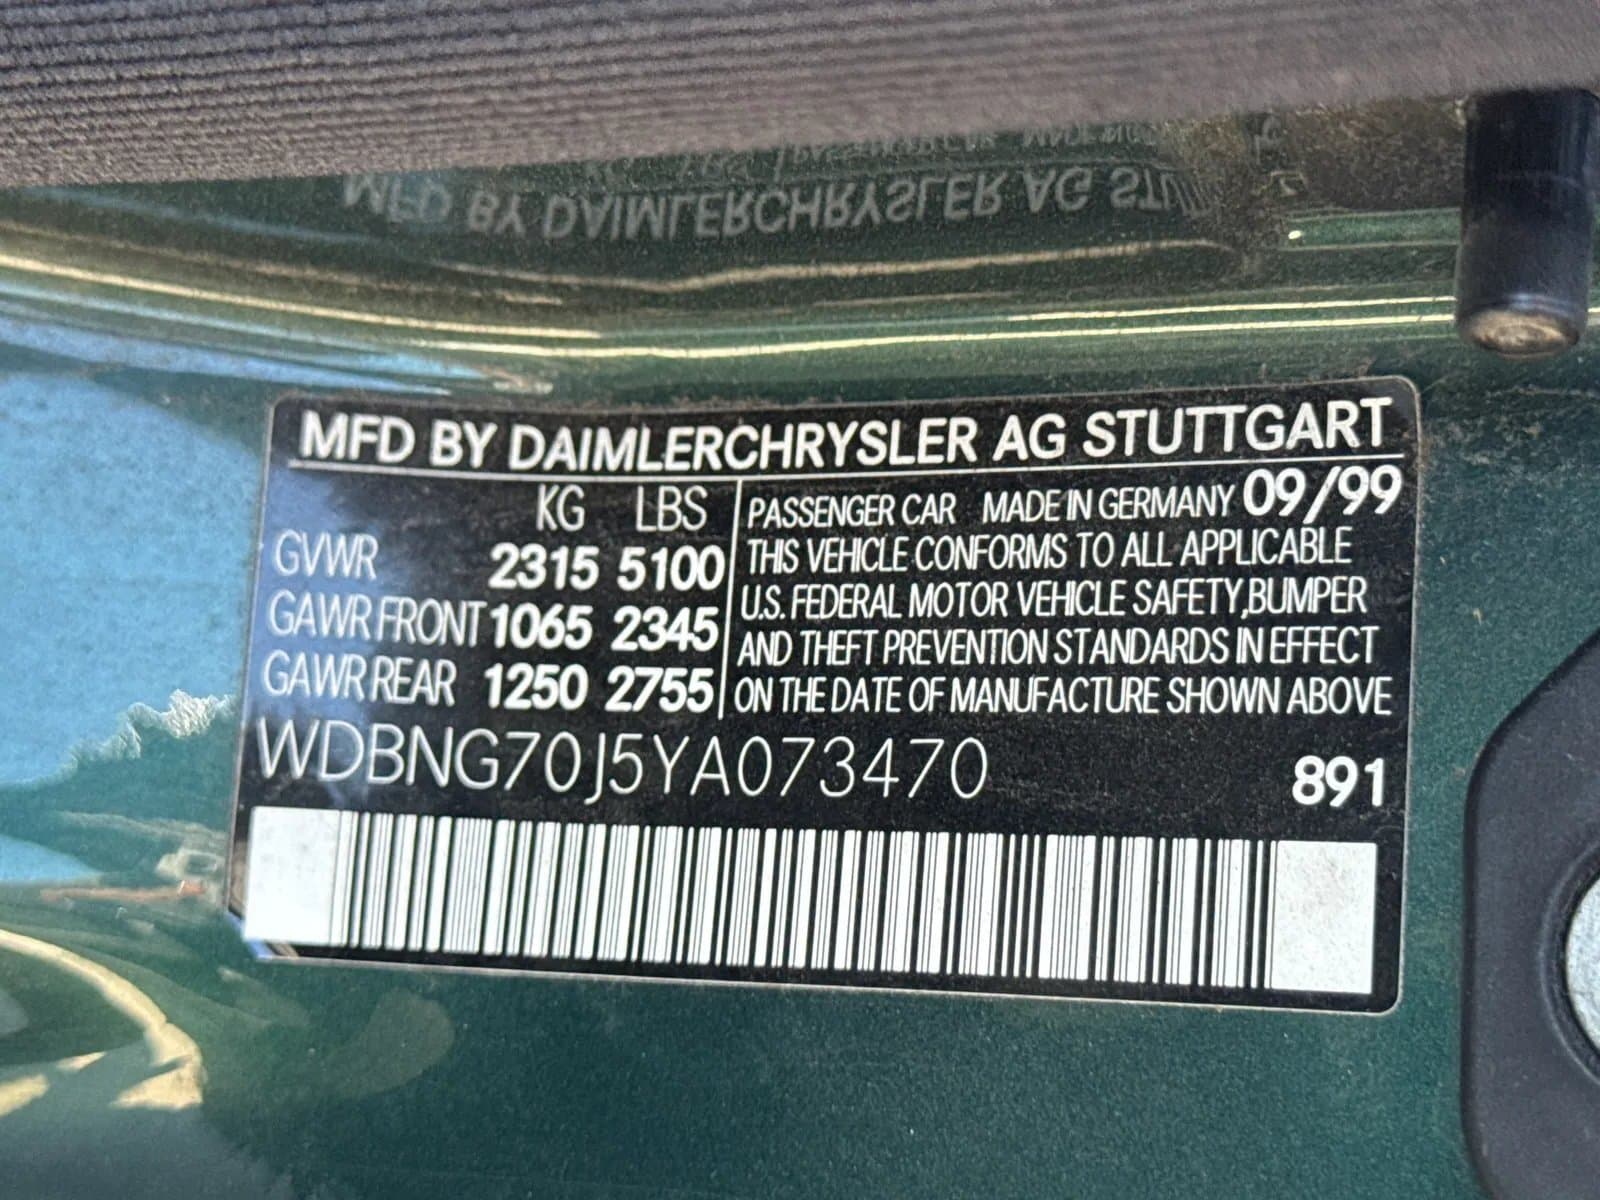 MFD BY DAIMLERCHRYSLER AG STUTTGART
KG LBS
GVWR 2315 5100
GAWR FRONT 1065 2345
GAWR REAR 1250 2755
PASSENGER CAR MADE IN GERMANY 09/99
THIS VEHICLE CONFORMS TO ALL APPLICABLE
U.S. FEDERAL MOTOR VEHICLE SAFETY, BUMPER
AND THEFT PREVENTION STANDARDS IN EFFECT
ON THE DATE OF MANUFACTURE SHOWN ABOVE
WDBNG70J5YA073470 891